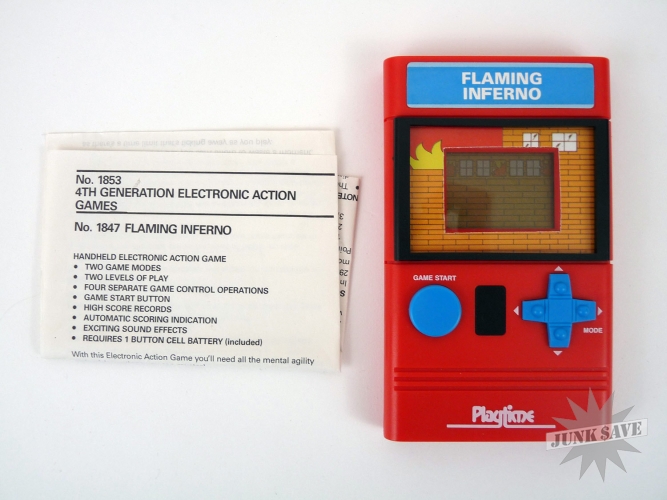 No. 1853
4TH GENERATION ELECTRONIC ACTION
GAMES
No. 1847 FLAMING INFERNO
HANDHELD ELECTRONIC ACTION GAME
• TWO GAME MODES
• TWO LEVELS OF PLAY
• FOUR SEPARATE GAME CONTROL OPERATIONS
• GAME START BUTTON
• HIGH SCORE RECORDS
• AUTOMATIC SCORING INDICATION
• EXCITING SOUND EFFECTS
• REQUIRES 1 BUTTON CELL BATTERY (included)
With this Electronic Action Game you'll need all the mental agility
FLAMING
INFERNO
GAME START
MODE
Playtime
JUNK SAVE